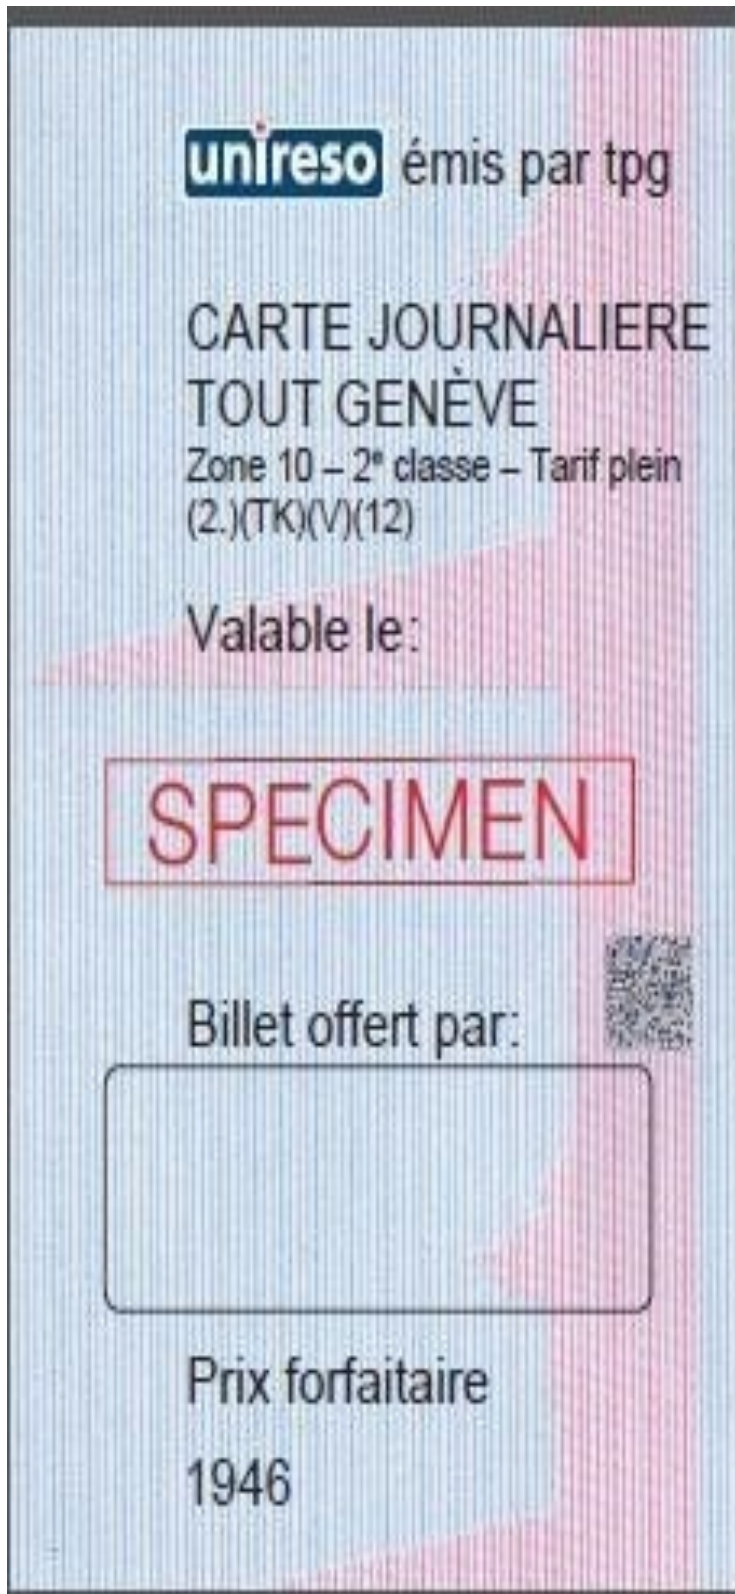 unireso émis par tpg
CARTE JOURNALIERE
TOUT GENÈVE
Zone 10 – 2e classe – Tarif plein
(2.)(TK)(V)(12)
Valable le:
SPECIMEN
Billet offert par:
Prix forfaitaire
1946